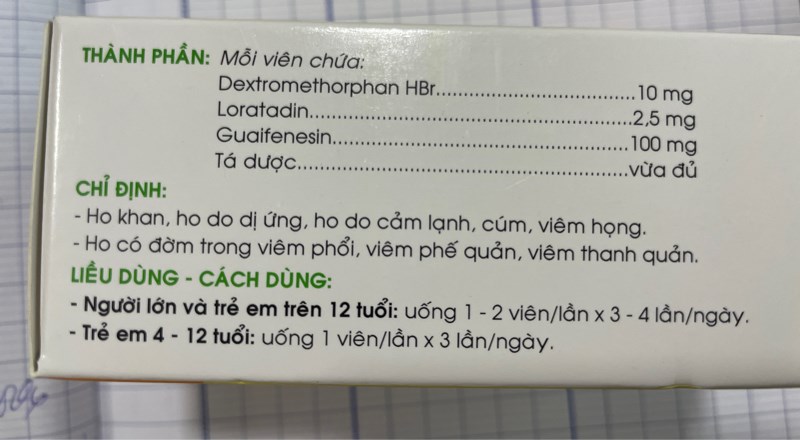 THÀNH PHẦN: Mỗi viên chứa:
Dextromethorphan HBr....................................10 mg
Loratadin......................................................2,5 mg
Guaifenesin..................................................100 mg
Tá dược........................................................vừa đủ
CHỈ ĐỊNH:
- Ho khan, ho do dị ứng, ho do cảm lạnh, cúm, viêm họng.
- Ho có đờm trong viêm phổi, viêm phế quản, viêm thanh quản.
LIỀU DÙNG - CÁCH DÙNG:
- Người lớn và trẻ em trên 12 tuổi: uống 1 - 2 viên/lần x 3 - 4 lần/ngày.
- Trẻ em 4 - 12 tuổi: uống 1 viên/lần x 3 lần/ngày.